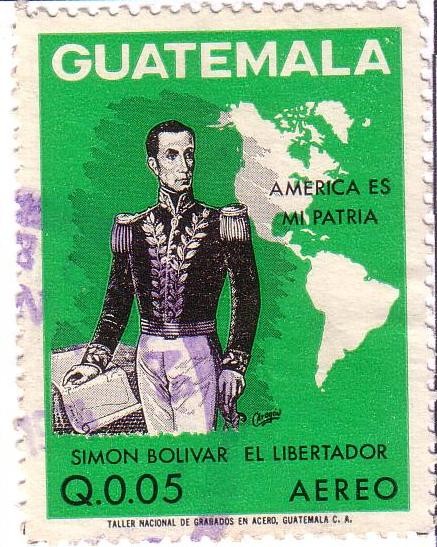 GUATEMALA
AMERICA ES
MI PATRIA
SIMON BOLIVAR EL LIBERTADOR
Q.0.05 AEREO
TALLER NACIONAL DE GRABADOS EN ACERO, GUATEMALA C. A.